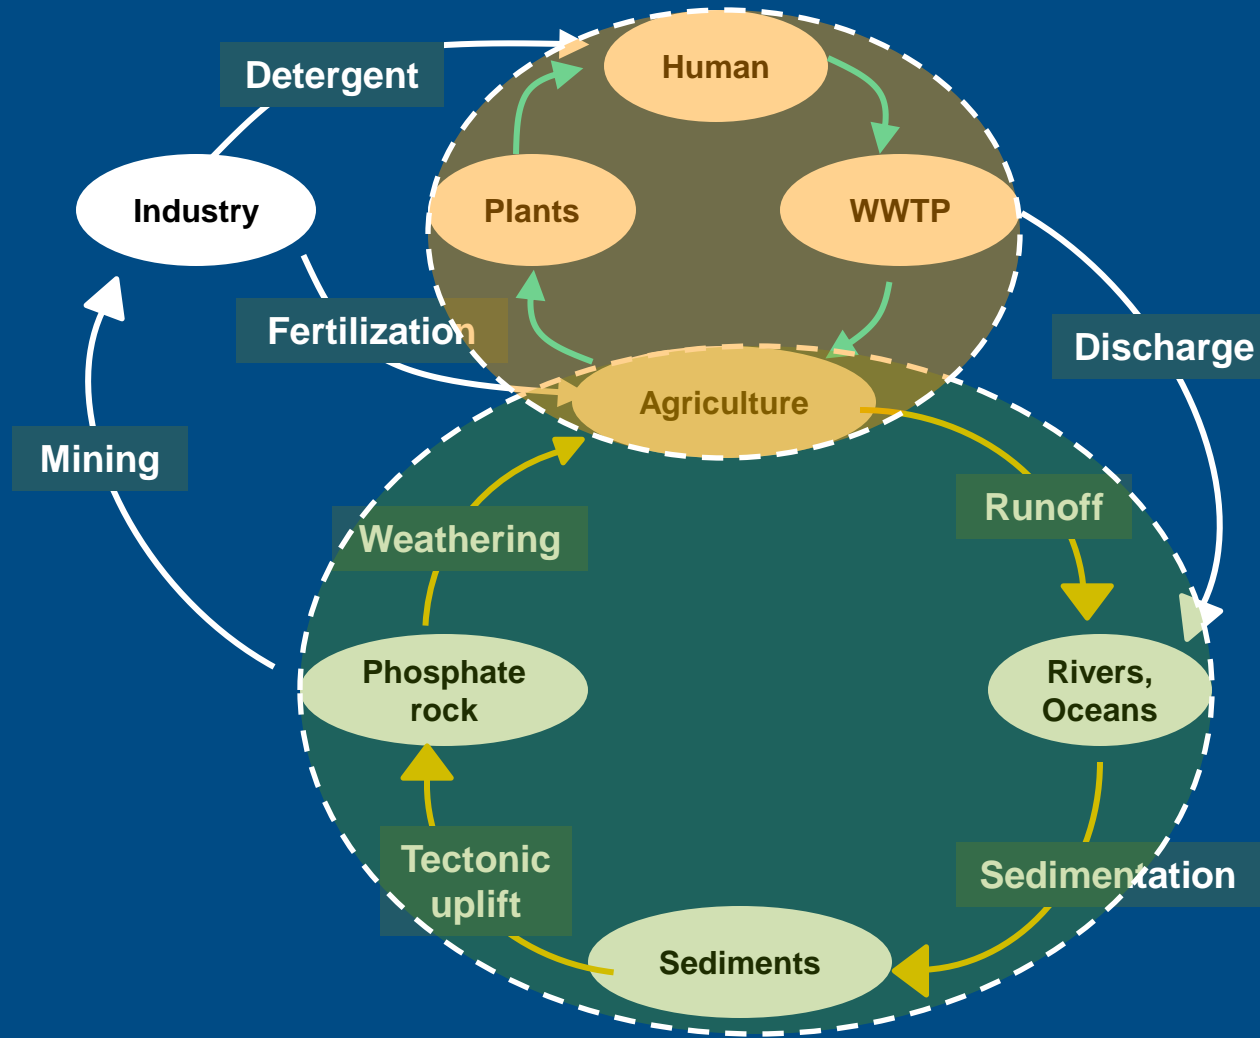 Human
Detergent
Industry
Plants
WWTP
Fertilization
Discharge
Agriculture
Mining
Weathering
Runoff
Phosphate
rock
Rivers,
Oceans
Tectonic
uplift
Sedimentation
Sediments